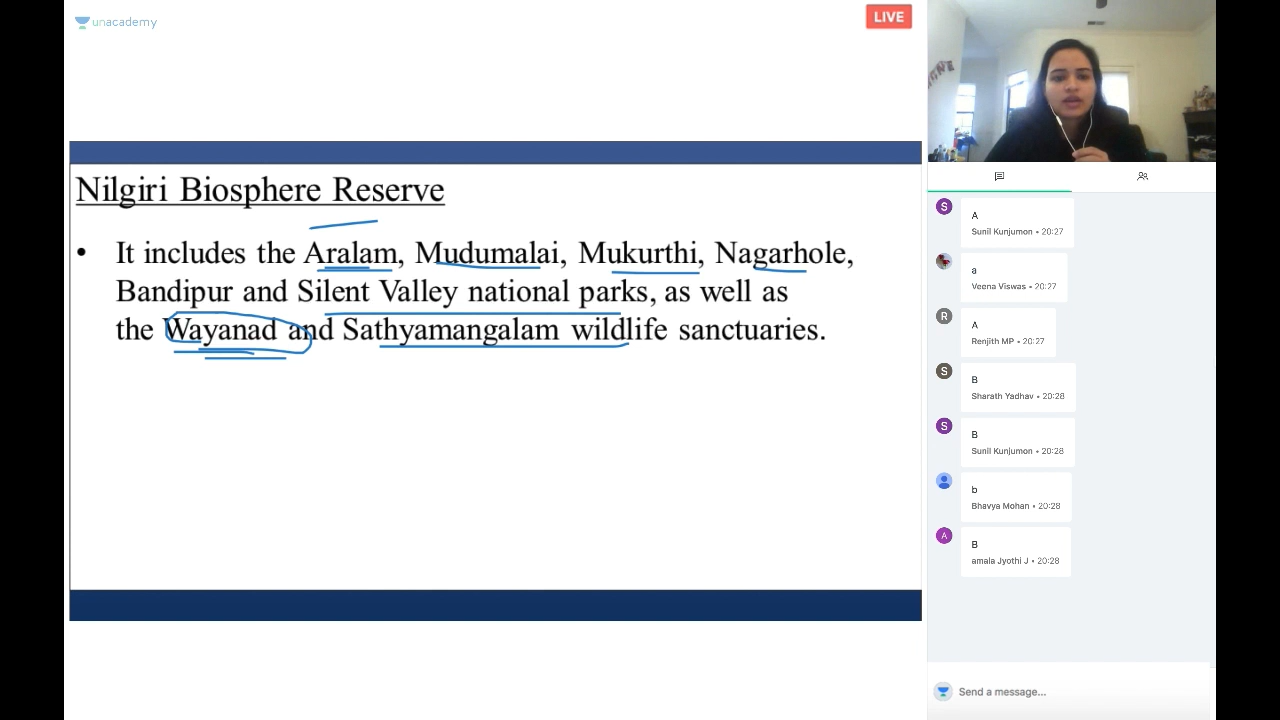 unacademy
LIVE
Nilgiri Biosphere Reserve
• It includes the Aralam, Mudumalai, Mukurthi, Nagarhole,
Bandipur and Silent Valley national parks, as well as
the Wayanad and Sathyamangalam wildlife sanctuaries.
S
A
Sunil Kunjumon • 20:27
a
Veena Viswas • 20:27
R
A
Renjith MP • 20:27
S
B
Sharath Yadhav • 20:28
S
B
Sunil Kunjumon • 20:28
b
Bhavya Mohan • 20:28
A
B
amala Jyothi J • 20:28
Send a message...